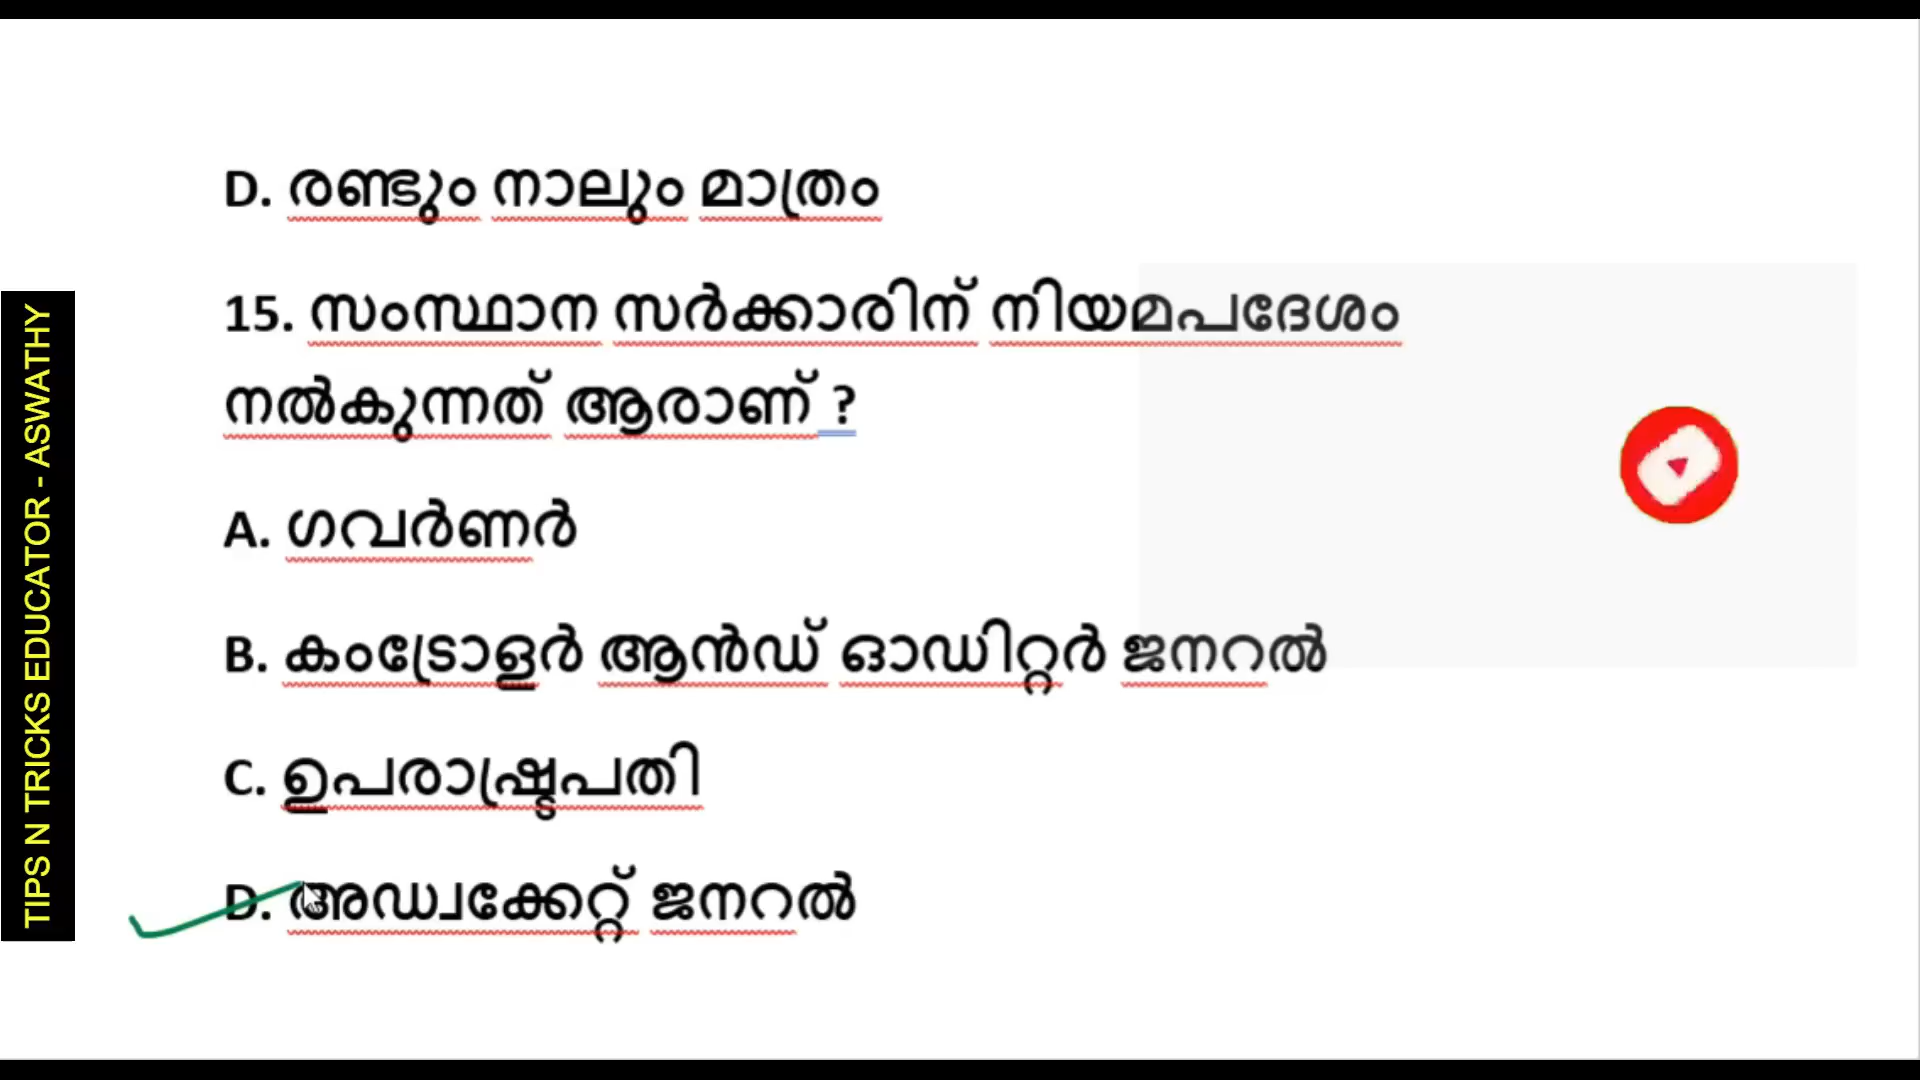 D. രണ്ടും നാലും മാത്രം
15. സംസ്ഥാന സർക്കാരിന് നിയമപദേശം
നൽകുന്നത് ആരാണ് ?
A. ഗവർണർ
B. കംട്രോളർ ആൻഡ് ഓഡിറ്റർ ജനറൽ
C. ഉപരാഷ്ട്രപതി
D. അഡ്വക്കേറ്റ് ജനറൽ
TIPS N TRICKS EDUCATOR - ASWATHY